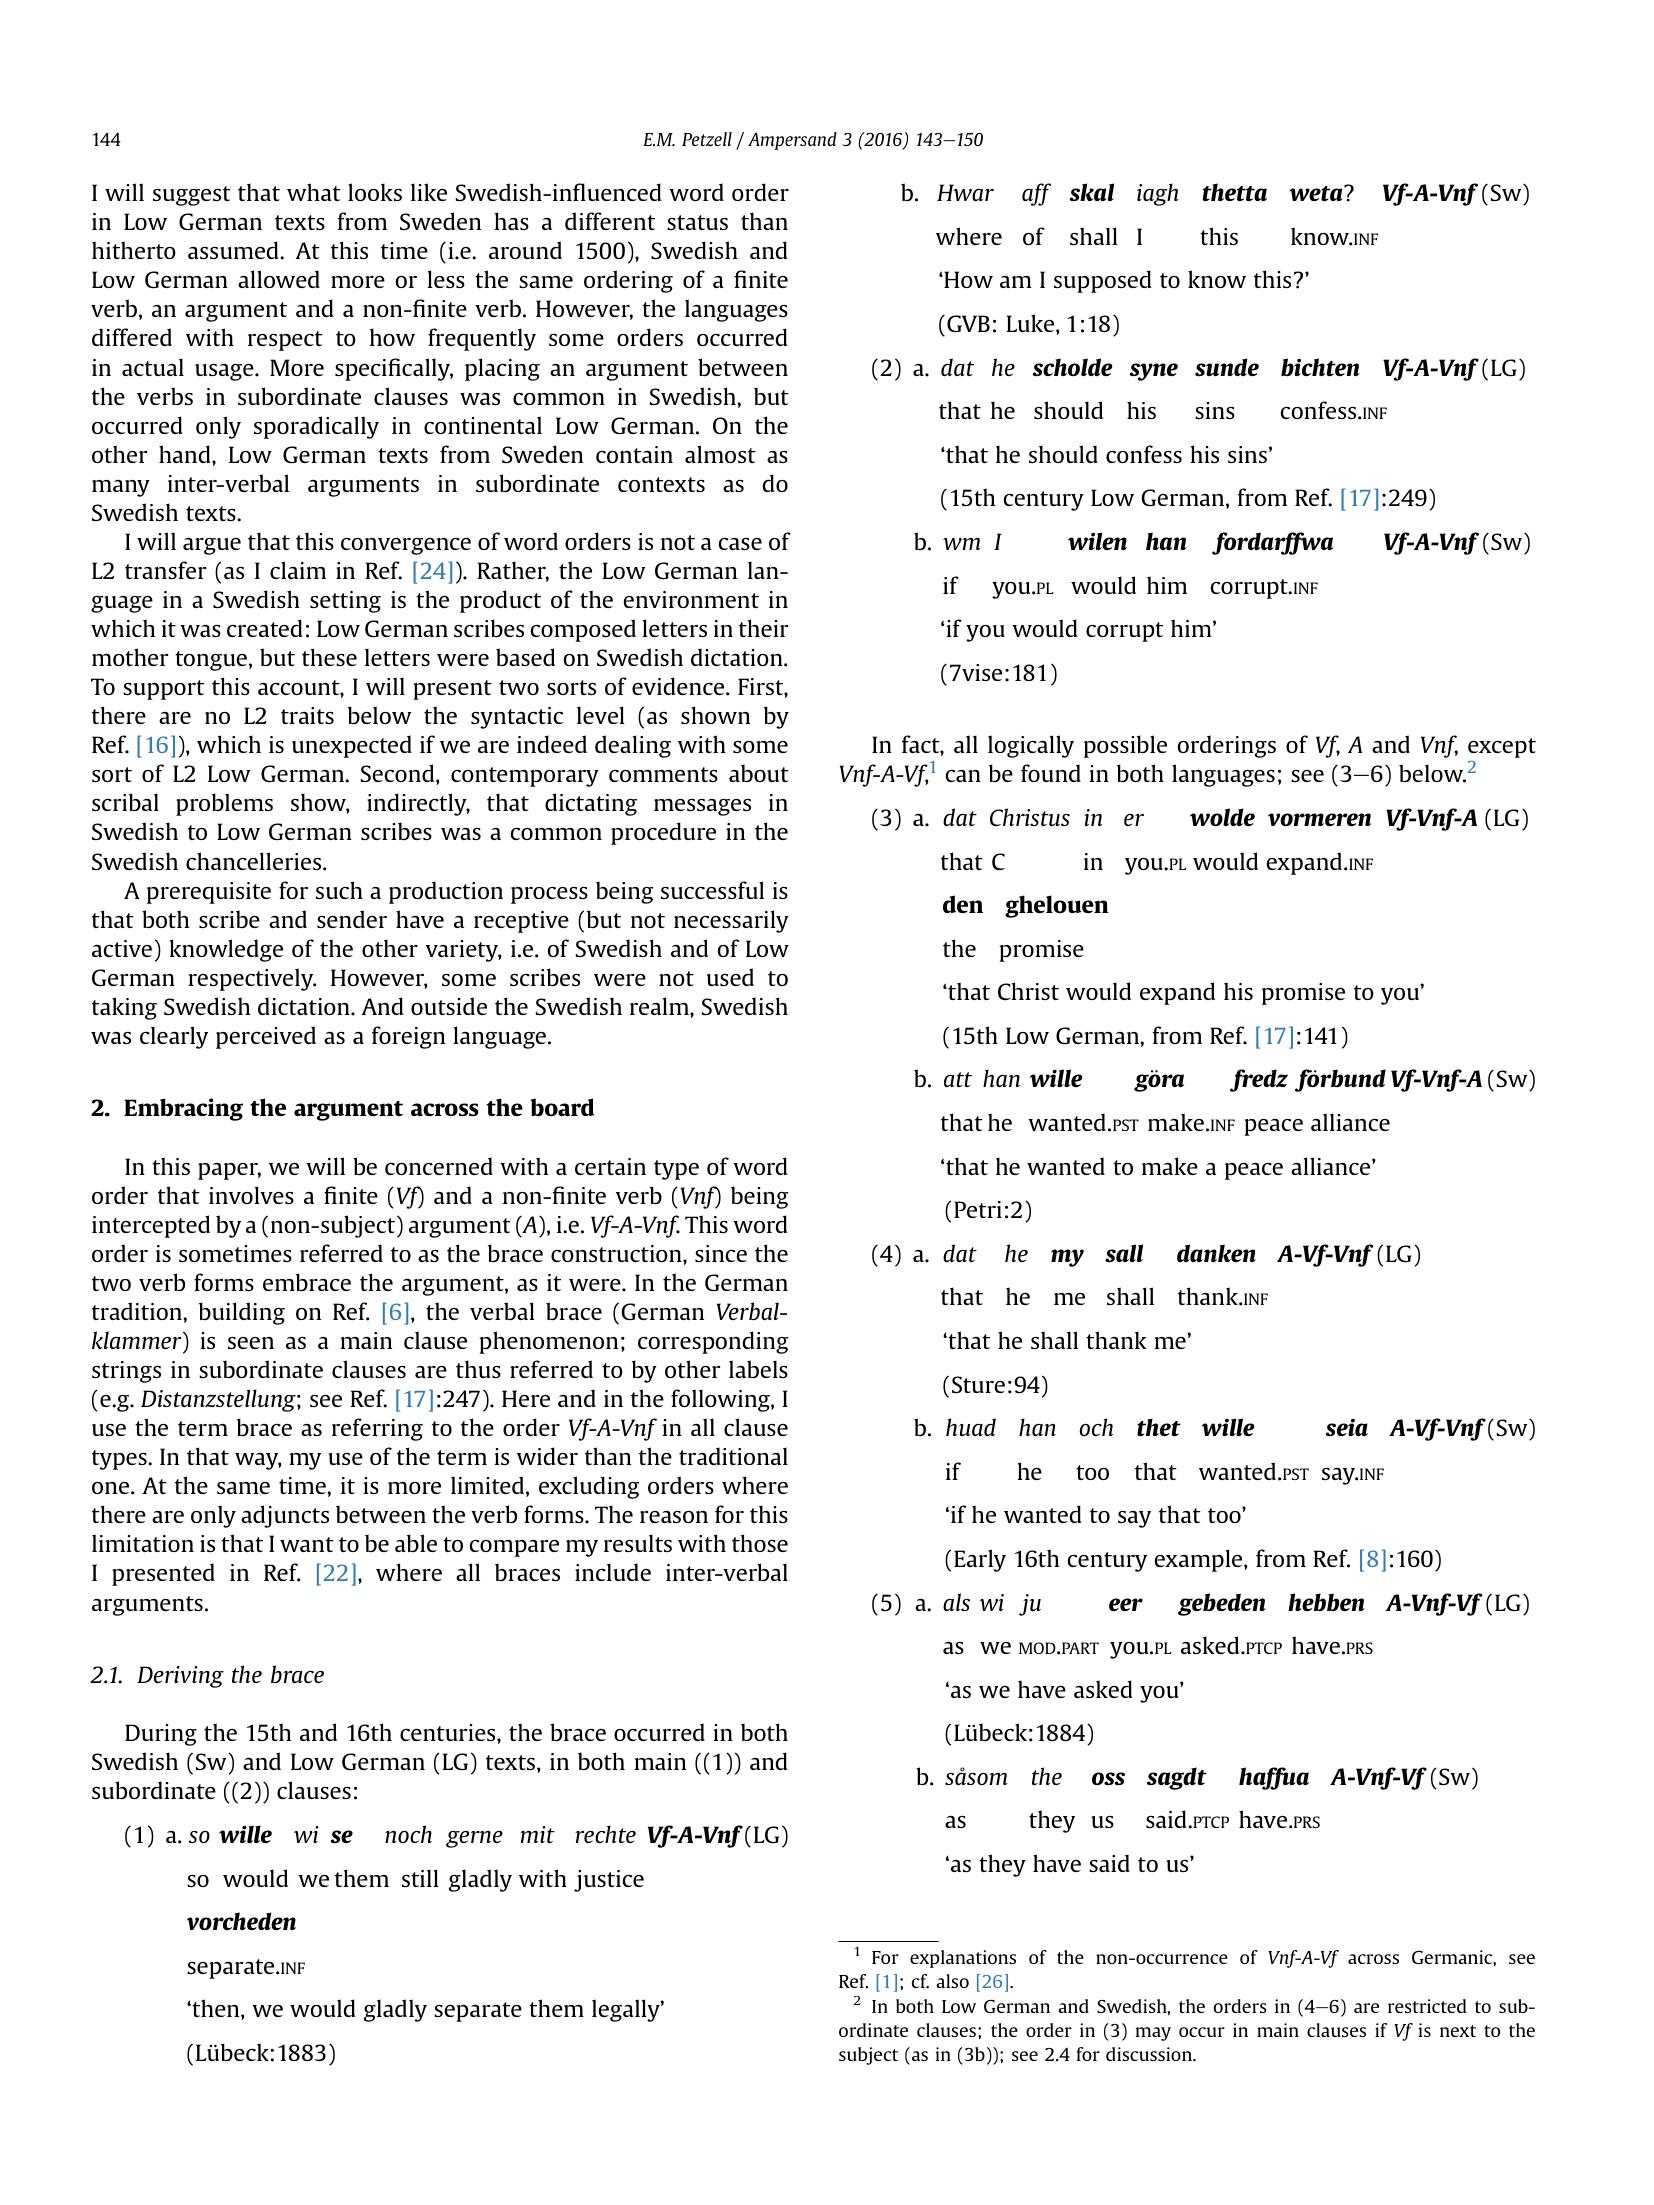 144
E.M. Petzell / Ampersand 3 (2016) 143–150
I will suggest that what looks like Swedish-influenced word order
in Low German texts from Sweden has a different status than
hitherto assumed. At this time (i.e. around 1500), Swedish and
Low German allowed more or less the same ordering of a finite
verb, an argument and a non-finite verb. However, the languages
differed with respect to how frequently some orders occurred
in actual usage. More specifically, placing an argument between
the verbs in subordinate clauses was common in Swedish, but
occurred only sporadically in continental Low German. On the
other hand, Low German texts from Sweden contain almost as
many inter-verbal arguments in subordinate contexts as do
Swedish texts.
I will argue that this convergence of word orders is not a case of
L2 transfer (as I claim in Ref. [24]). Rather, the Low German lan-
guage in a Swedish setting is the product of the environment in
which it was created: Low German scribes composed letters in their
mother tongue, but these letters were based on Swedish dictation.
To support this account, I will present two sorts of evidence. First,
there are no L2 traits below the syntactic level (as shown by
Ref. [16]), which is unexpected if we are indeed dealing with some
sort of L2 Low German. Second, contemporary comments about
scribal problems show, indirectly, that dictating messages in
Swedish to Low German scribes was a common procedure in the
Swedish chancelleries.
A prerequisite for such a production process being successful is
that both scribe and sender have a receptive (but not necessarily
active) knowledge of the other variety, i.e. of Swedish and of Low
German respectively. However, some scribes were not used to
taking Swedish dictation. And outside the Swedish realm, Swedish
was clearly perceived as a foreign language.
2. Embracing the argument across the board
In this paper, we will be concerned with a certain type of word
order that involves a finite (Vf) and a non-finite verb (Vnf) being
intercepted by a (non-subject) argument (A), i.e. Vf-A-Vnf. This word
order is sometimes referred to as the brace construction, since the
two verb forms embrace the argument, as it were. In the German
tradition, building on Ref. [6], the verbal brace (German Verbal-
klammer) is seen as a main clause phenomenon; corresponding
strings in subordinate clauses are thus referred to by other labels
(e.g. Distanzstellung; see Ref. [17]:247). Here and in the following, I
use the term brace as referring to the order Vf-A-Vnf in all clause
types. In that way, my use of the term is wider than the traditional
one. At the same time, it is more limited, excluding orders where
there are only adjuncts between the verb forms. The reason for this
limitation is that I want to be able to compare my results with those
I presented in Ref. [22], where all braces include inter-verbal
arguments.
2.1. Deriving the brace
During the 15th and 16th centuries, the brace occurred in both
Swedish (Sw) and Low German (LG) texts, in both main ((1)) and
subordinate ((2)) clauses:
(1) a. so wille wi se noch gerne mit rechte Vf-A-Vnf (LG)
so would we them still gladly with justice
vorcheden
separate.INF
‘then, we would gladly separate them legally’
(Lübeck:1883)
b. Hwar aff skal iagh thetta weta? Vf-A-Vnf (Sw)
where of shall I this know.INF
‘How am I supposed to know this?’
(GVB: Luke, 1:18)
(2) a. dat he scholde syne sunde bichten Vf-A-Vnf (LG)
that he should his sins confess.INF
‘that he should confess his sins’
(15th century Low German, from Ref. [17]:249)
b. wm I wilen han fordarffwa Vf-A-Vnf (Sw)
if you.PL would him corrupt.INF
‘if you would corrupt him’
(7vise:181)
In fact, all logically possible orderings of Vf, A and Vnf, except
Vnf-A-Vf,1 can be found in both languages; see (3–6) below.2
(3) a. dat Christus in er wolde vormeren Vf-Vnf-A (LG)
that C in you.PL would expand.INF
den ghelouen
the promise
‘that Christ would expand his promise to you’
(15th Low German, from Ref. [17]:141)
b. att han wille göra fredz förbund Vf-Vnf-A (Sw)
that he wanted.PST make.INF peace alliance
‘that he wanted to make a peace alliance’
(Petri:2)
(4) a. dat he my sall danken A-Vf-Vnf (LG)
that he me shall thank.INF
‘that he shall thank me’
(Sture:94)
b. huad han och thet wille seia A-Vf-Vnf (Sw)
if he too that wanted.PST say.INF
‘if he wanted to say that too’
(Early 16th century example, from Ref. [8]:160)
(5) a. als wi ju eer gebeden hebben A-Vnf-Vf (LG)
as we MOD.PART you.PL asked.PTCP have.PRS
‘as we have asked you’
(Lübeck:1884)
b. såsom the oss sagdt haffua A-Vnf-Vf (Sw)
as they us said.PTCP have.PRS
‘as they have said to us’
1 For explanations of the non-occurrence of Vnf-A-Vf across Germanic, see
Ref. [1]; cf. also [26].
2 In both Low German and Swedish, the orders in (4–6) are restricted to sub-
ordinate clauses; the order in (3) may occur in main clauses if Vf is next to the
subject (as in (3b)); see 2.4 for discussion.